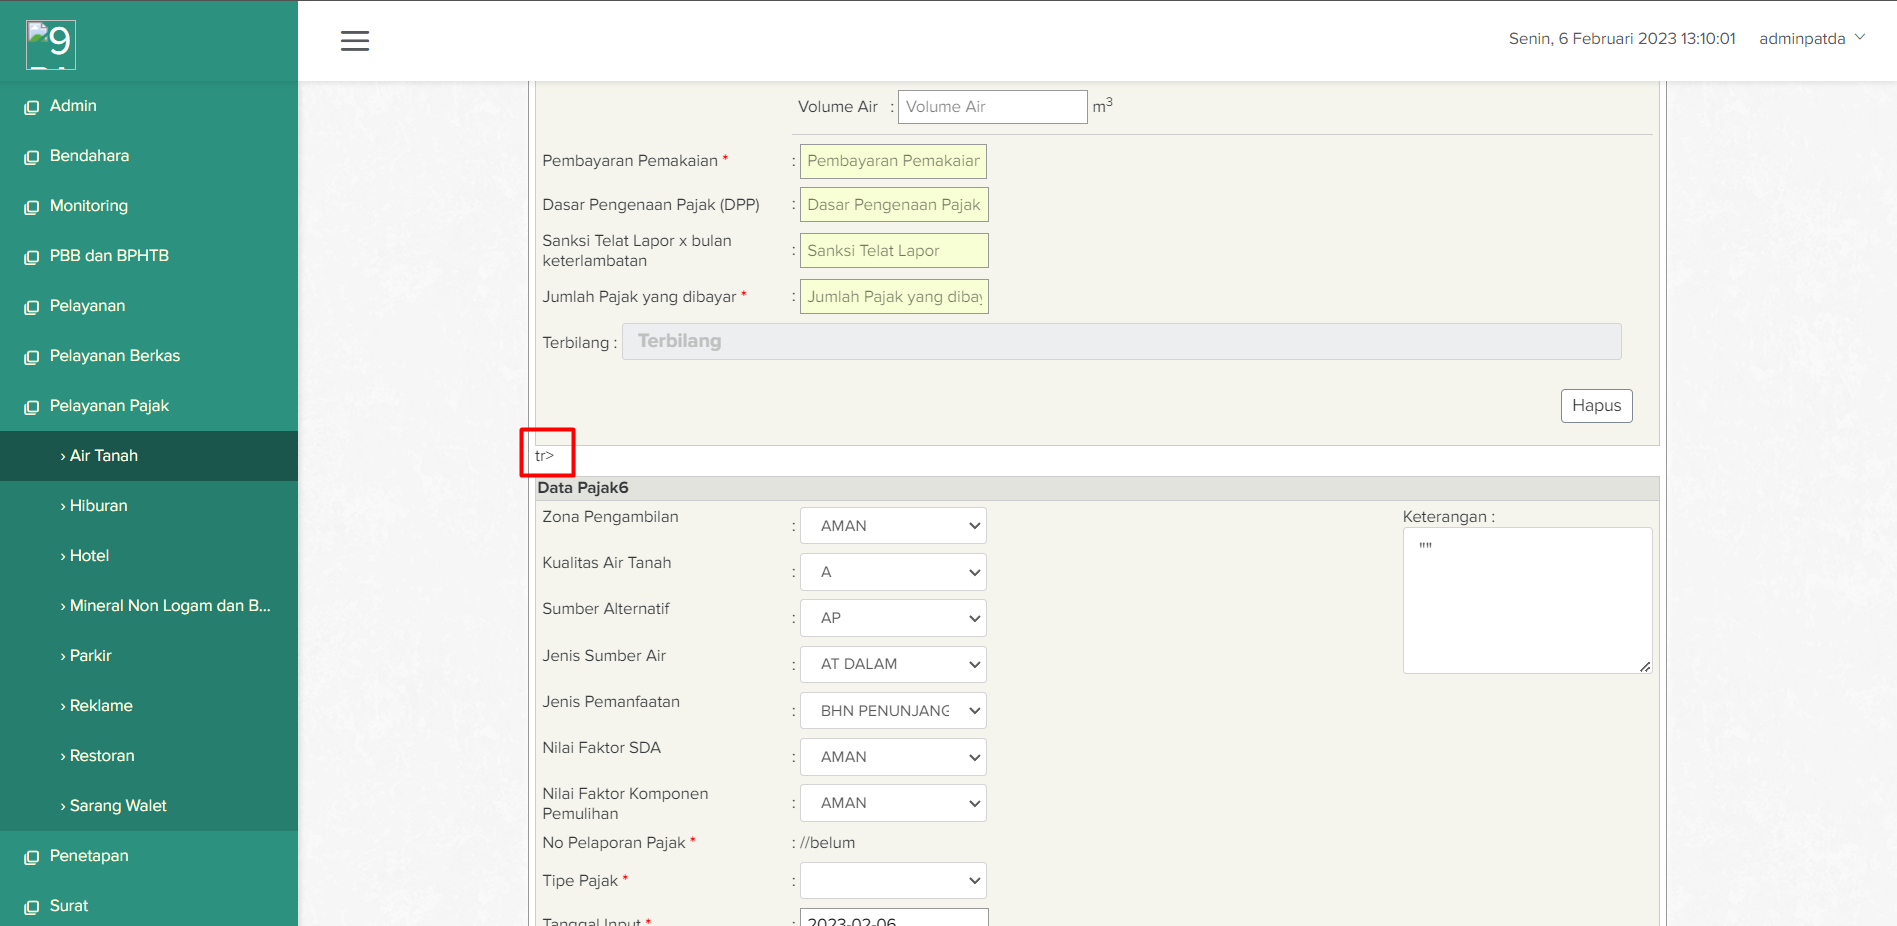 Senin, 6 Februari 2023 13:10:01 adminpatda
Admin
Bendahara
Monitoring
PBB dan BPHTB
Pelayanan
Pelayanan Berkas
Pelayanan Pajak
› Air Tanah
› Hiburan
› Hotel
› Mineral Non Logam dan B...
› Parkir
› Reklame
› Restoran
› Sarang Walet
Penetapan
Surat
Volume Air : Volume Air m³
Pembayaran Pemakaian * : Pembayaran Pemakaian
Dasar Pengenaan Pajak (DPP) : Dasar Pengenaan Pajak
Sanksi Telat Lapor x bulan
keterlambatan : Sanksi Telat Lapor
Jumlah Pajak yang dibayar * : Jumlah Pajak yang dibay
Terbilang : Terbilang
Hapus
tr>
Data Pajak6
Zona Pengambilan : AMAN
Keterangan :
""
Kualitas Air Tanah : A
Sumber Alternatif : AP
Jenis Sumber Air : AT DALAM
Jenis Pemanfaatan : BHN PENUNJANG
Nilai Faktor SDA : AMAN
Nilai Faktor Komponen
Pemulihan : AMAN
No Pelaporan Pajak * : //belum
Tipe Pajak * :
Tanggal Input * : 2023-02-06